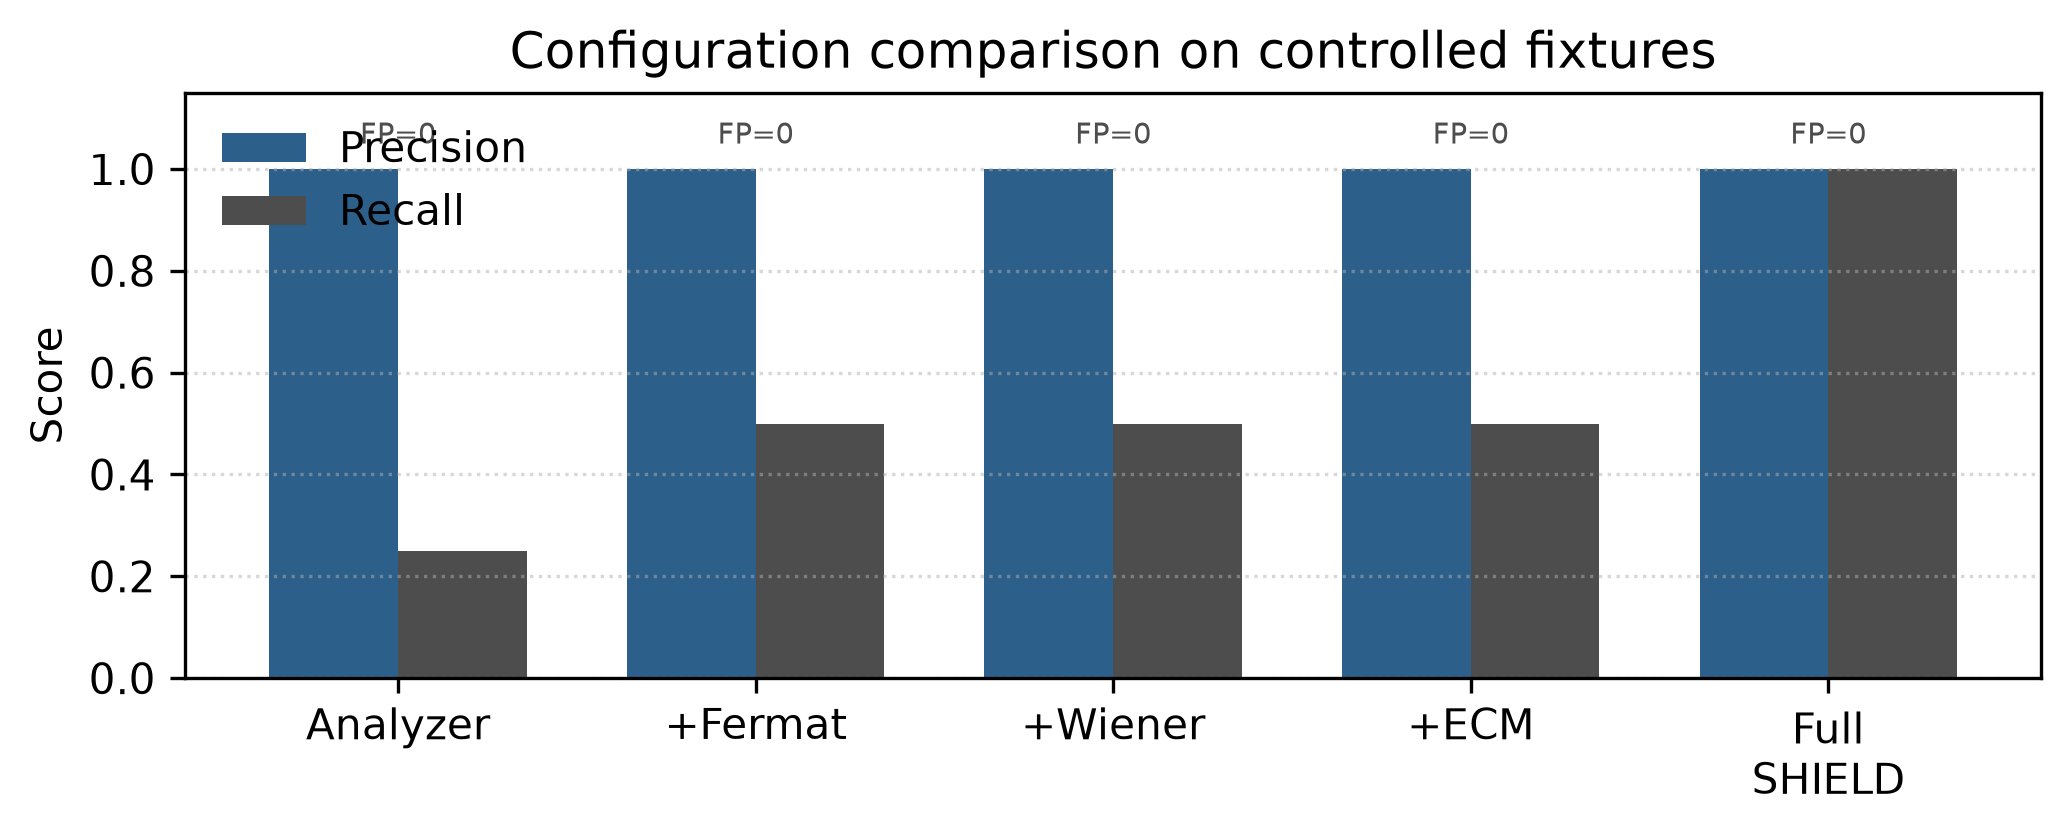 Configuration comparison on controlled fixtures
FP=0 FP=0 FP=0 FP=0 FP=0
Precision
Recall
1.0
0.8
0.6
0.4
0.2
0.0
Score
Analyzer +Fermat +Wiener +ECM Full
SHIELD